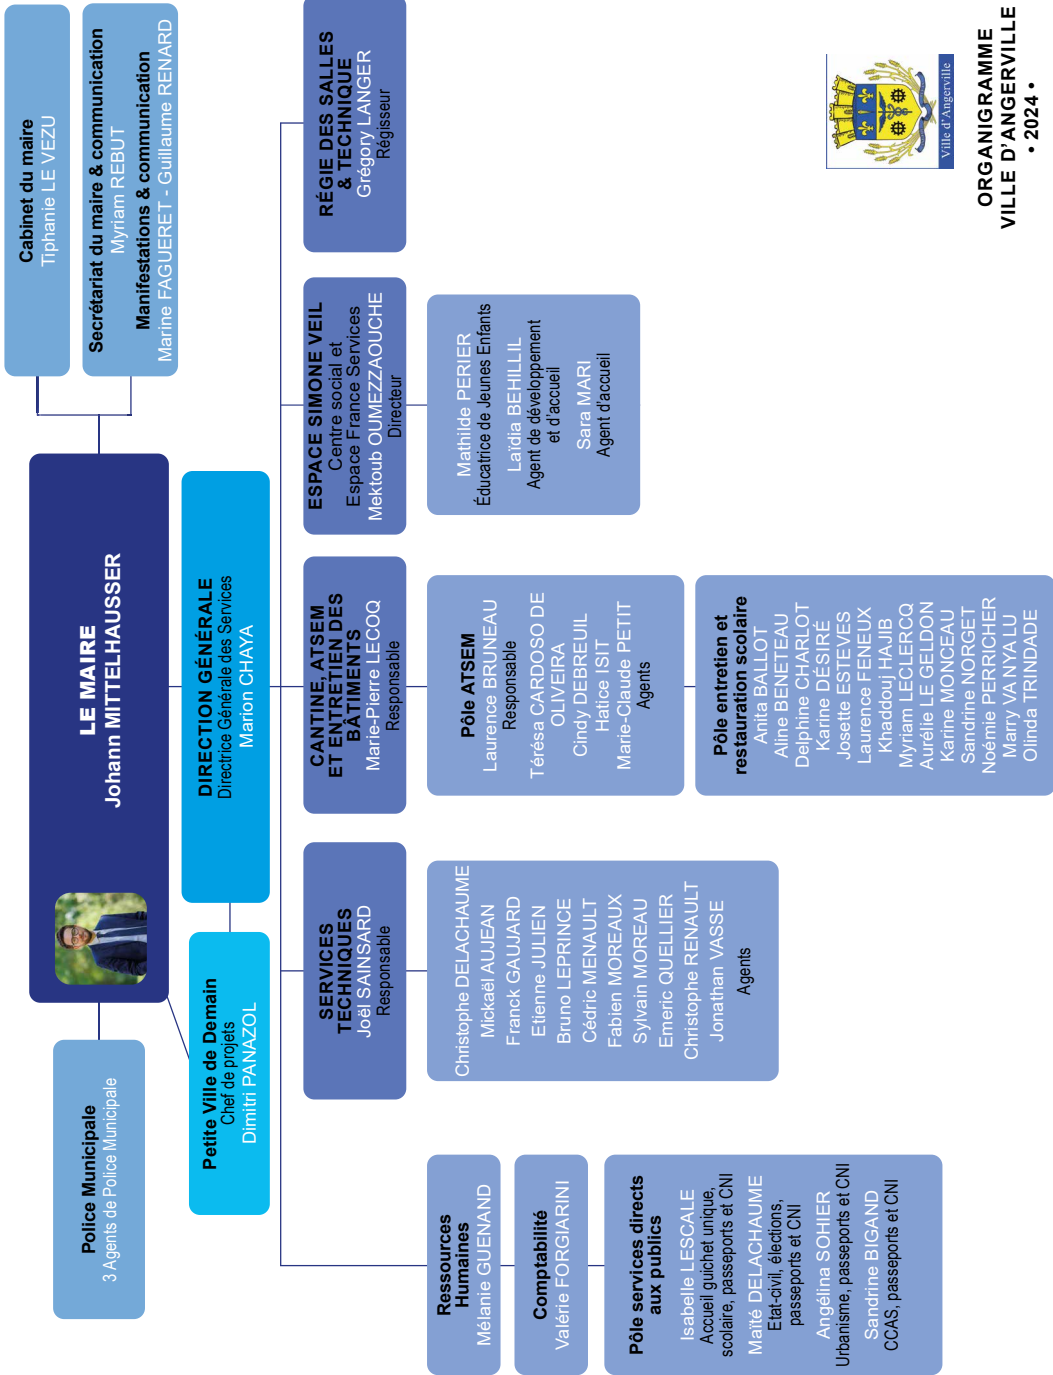 LE MAIRE
Johann MITTELHAUSSER
Police Municipale
3 Agents de Police Municipale
Cabinet du maire
Tiphanie LE VEZU
Secrétariat du maire & communication
Myriam REBUT
Manifestations & communication
Marine FAGUERET - Guillaume RENARD
Petite Ville de Demain
Chef de projets
Dimitri PANAZOL
DIRECTION GÉNÉRALE
Directrice Générale des Services
Marion CHAYA
Ressources
Humaines
Mélanie GUENAND
Comptabilité
Valérie FORGIARINI
Pôle services directs
aux publics
Isabelle LESCALE
Accueil guichet unique,
scolaire, passeports et CNI
Maïté DELACHAUME
Etat-civil, élections,
passeports et CNI
Angélina SOHIER
Urbanisme, passeports et CNI
Sandrine BIGAND
CCAS, passeports et CNI
SERVICES
TECHNIQUES
Joël SAINSARD
Responsable
Christophe DELACHAUME
Mickaël AUJEAN
Franck GAUJARD
Etienne JULIEN
Bruno LEPRINCE
Cédric MENAULT
Fabien MOREAUX
Sylvain MOREAU
Emeric QUELLIER
Christophe RENAULT
Jonathan VASSE
Agents
CANTINE, ATSEM
ET ENTRETIEN DES
BÂTIMENTS
Marie-Pierre LECOQ
Responsable
Pôle ATSEM
Laurence BRUNEAU
Responsable
Térésa CARDOSO DE
OLIVEIRA
Cindy DEBREUIL
Hatice ISIT
Marie-Claude PETIT
Agents
Pôle entretien et
restauration scolaire
Anita BALLOT
Aline BENETEAU
Delphine CHARLOT
Karine DÉSIRÉ
Josette ESTEVES
Laurence FENEUX
Khaddouj HAJIB
Myriam LECLERCQ
Aurélie LE GELDON
Karine MONCEAU
Sandrine NORGET
Noémie PERRICHER
Marry VANYALU
Olinda TRINDADE
ESPACE SIMONE VEIL
Centre social et
Espace France Services
Mektoub OUMEZZAOUCHE
Directeur
Mathilde PERIER
Éducatrice de Jeunes Enfants
Laïdia BEHILLIL
Agent de développement
et d'accueil
Sara MARI
Agent d'accueil
RÉGIE DES SALLES
& TECHNIQUE
Grégory LANGER
Régisseur
Ville d'Angerville
ORGANIGRAMME
VILLE D'ANGERVILLE
• 2024 •